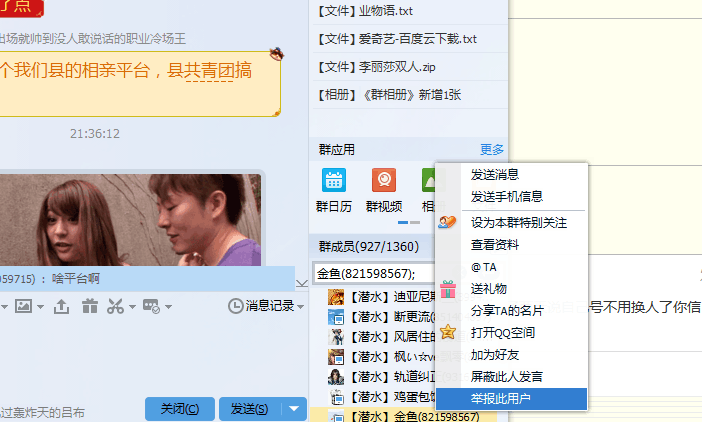 了点
出场就帅到没人敢说话的职业冷场王
个我们县的相亲平台，县共青团搞
21:36:12
059715)：啥平台啊
消息记录
过轰炸天的吕布
关闭(C)
发送(S)
【文件】业物语.txt
【文件】爱奇艺-百度云下载.txt
【文件】李丽莎双人.zip
【相册】《群相册》新增1张
群应用
更多
群日历
群视频
相
群成员(927/1360)
金鱼(821598567);
【潜水】迪亚尼斯
【潜水】断更流(
【潜水】风居住的
【潜水】枫い☆ve
【潜水】轨道纠正
【潜水】鸡蛋包饭
【潜水】金鱼(821598567)
发送消息
发送手机信息
设为本群特别关注
查看资料
@TA
送礼物
分享TA的名片
打开QQ空间
加为好友
屏蔽此人发言
举报此用户
号不用换人了你信